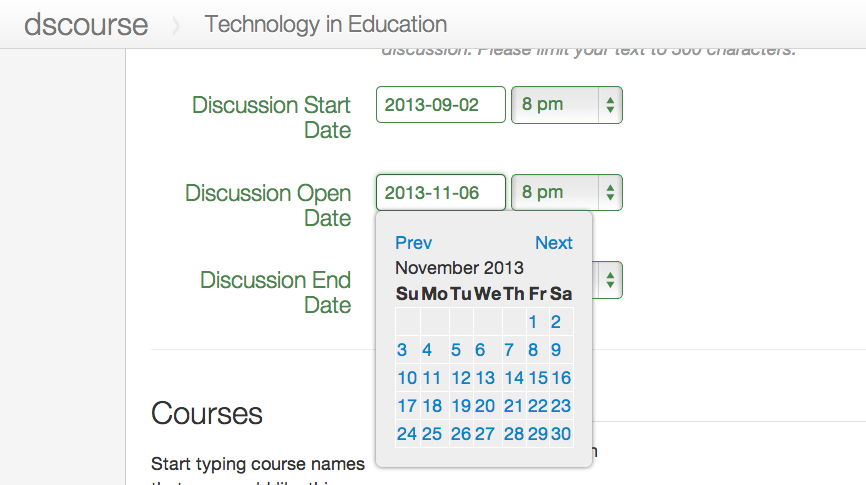 dscourse Technology in Education
discussion. Please limit your text to 500 characters.
Discussion Start
Date
2013-09-02
8 pm
Discussion Open
Date
2013-11-06
8 pm
Prev Next
November 2013
Su Mo Tu We Th Fr Sa
1 2
3 4 5 6 7 8 9
10 11 12 13 14 15 16
17 18 19 20 21 22 23
24 25 26 27 28 29 30
Discussion End
Date
Courses
Start typing course names